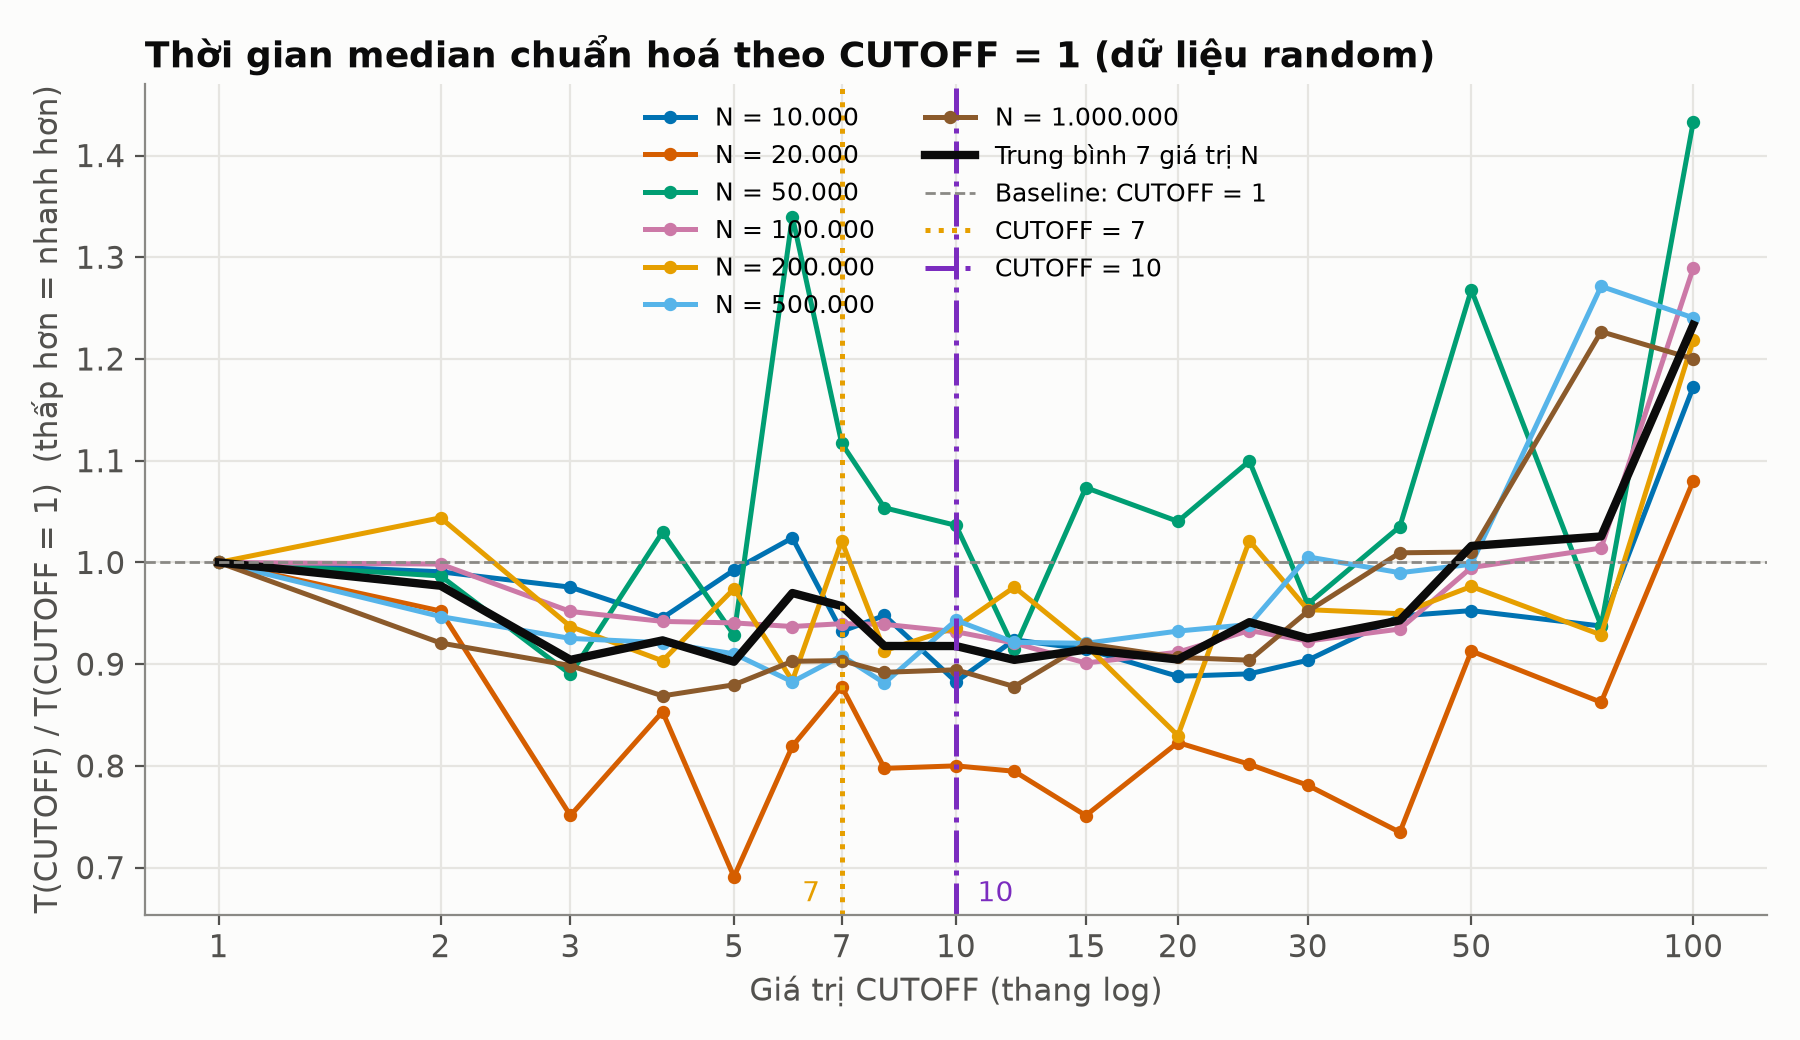 Thời gian median chuẩn hoá theo CUTOFF = 1 (dữ liệu random)
T(CUTOFF) / T(CUTOFF = 1)  (thấp hơn = nhanh hơn)
1.4
1.3
1.2
1.1
1.0
0.9
0.8
0.7
N = 10.000
N = 20.000
N = 50.000
N = 100.000
N = 200.000
N = 500.000
N = 1.000.000
Trung bình 7 giá trị N
Baseline: CUTOFF = 1
CUTOFF = 7
CUTOFF = 10
7
10
1 2 3 5 7 10 15 20 30 50 100
Giá trị CUTOFF (thang log)